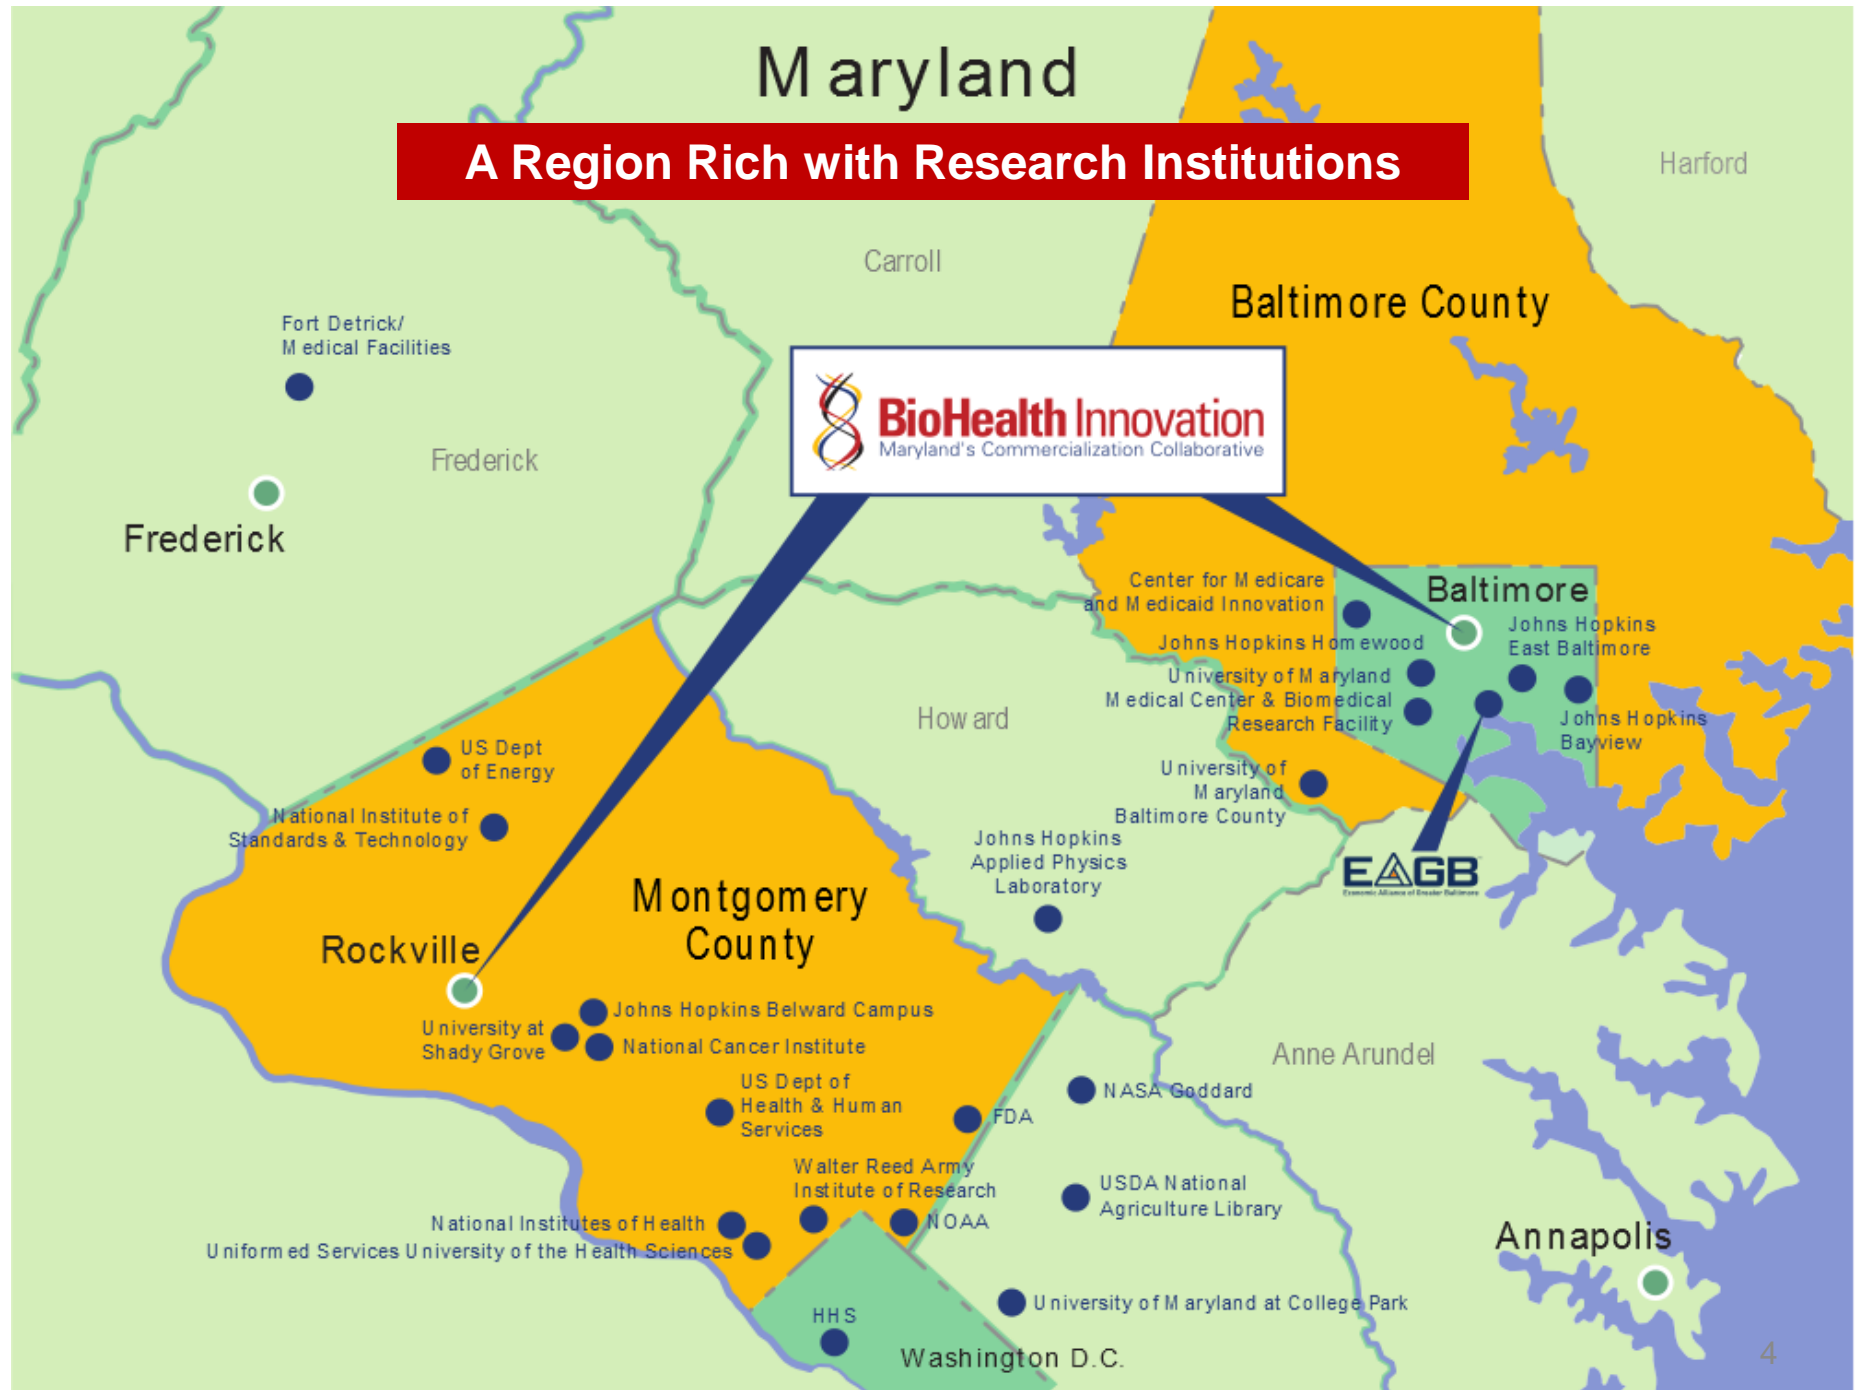 Maryland
A Region Rich with Research Institutions
Harford
Carroll
Baltimore County
Fort Detrick/
Medical Facilities
BioHealth Innovation
Maryland's Commercialization Collaborative
Frederick
Frederick
Center for Medicare
and Medicaid Innovation
Baltimore
Johns Hopkins
East Baltimore
Johns Hopkins Homewood
University of Maryland
Medical Center & Biomedical
Research Facility
Johns Hopkins
Bayview
Howard
US Dept
of Energy
University of
Maryland
Baltimore County
National Institute of
Standards & Technology
Johns Hopkins
Applied Physics
Laboratory
EAGB
Economic Alliance of Greater Baltimore
Montgomery
County
Rockville
Johns Hopkins Belward Campus
University at
Shady Grove
National Cancer Institute
Anne Arundel
US Dept of
Health & Human
Services
NASA Goddard
FDA
Walter Reed Army
Institute of Research
USDA National
Agriculture Library
National Institutes of Health
NOAA
Uniformed Services University of the Health Sciences
Annapolis
University of Maryland at College Park
HHS
Washington D.C.
4